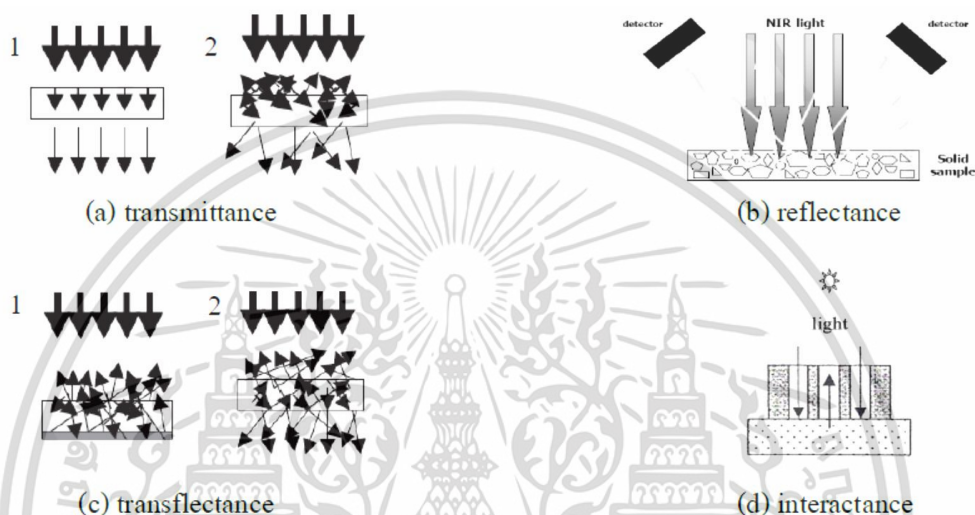 1
2
detector
NIR light
detector
Solid
sample
(a) transmittance
(b) reflectance
1
2
light
(c) transflectance
(d) interactance